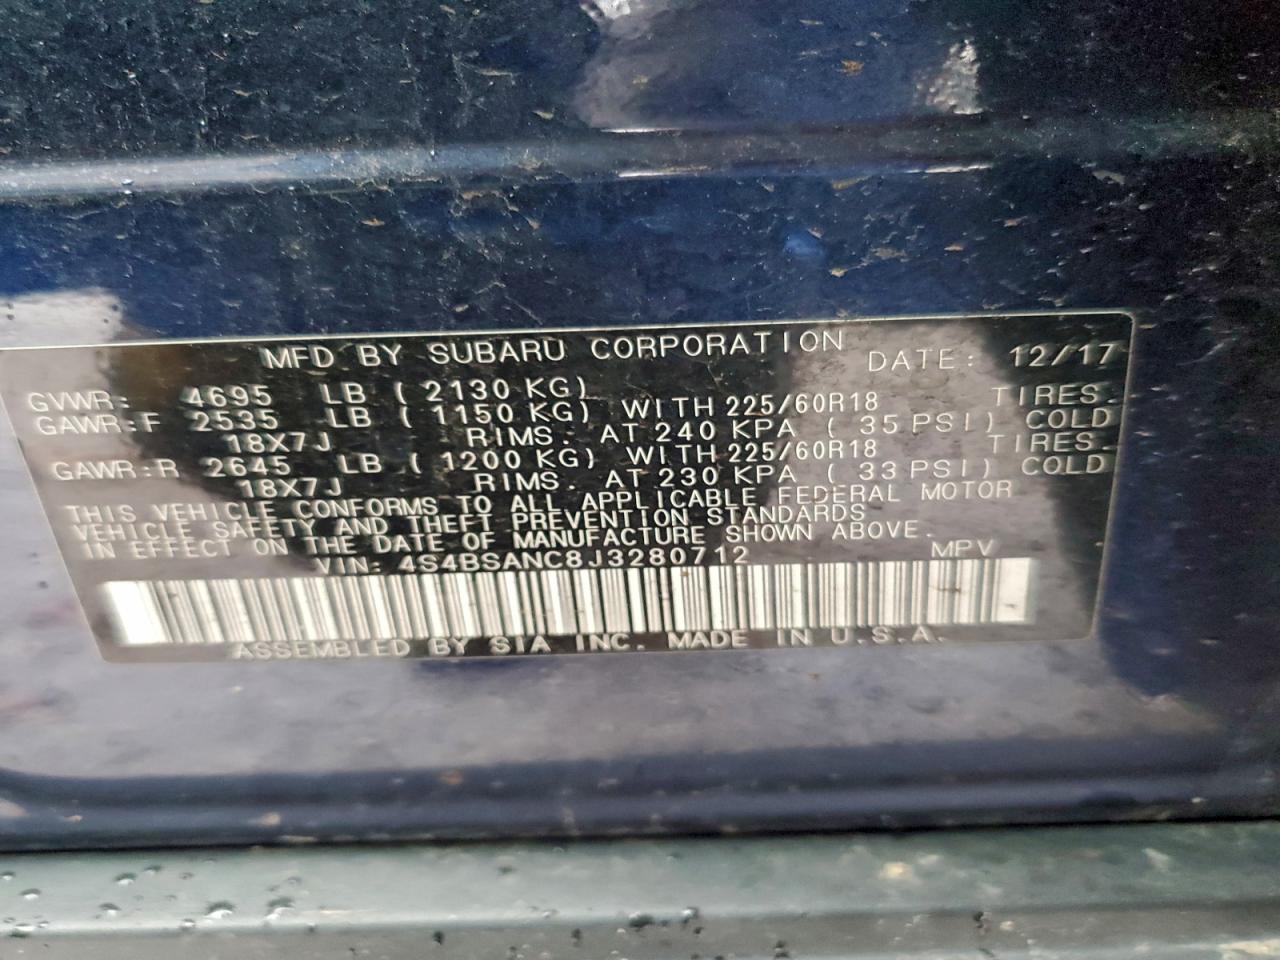 MFD BY SUBARU CORPORATION DATE: 12/17
GVWR: 4695 LB ( 2130 KG)
GAWR:F 2535 LB ( 1150 KG) WITH 225/60R18 TIRES.
18X7J RIMS. AT 240 KPA ( 35 PSI) COLD
GAWR:R 2645 LB ( 1200 KG) WITH 225/60R18 TIRES.
18X7J RIMS. AT 230 KPA ( 33 PSI) COLD
THIS VEHICLE CONFORMS TO ALL APPLICABLE FEDERAL MOTOR
VEHICLE SAFETY AND THEFT PREVENTION STANDARDS
IN EFFECT ON THE DATE OF MANUFACTURE SHOWN ABOVE.
VIN: 4S4BSANC8J3280712 MPV
ASSEMBLED BY SIA INC. MADE IN U.S.A.